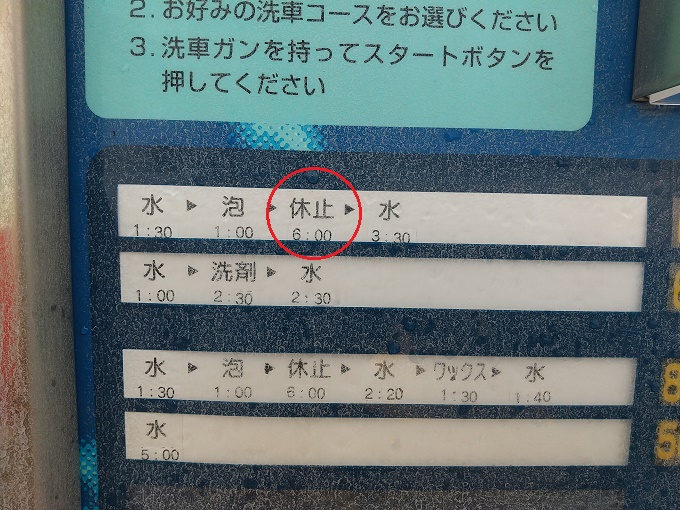 2. お好みの洗車コースをお選びください
3. 洗車ガンを持ってスタートボタンを
押してください
水 ▶ 泡 ▶ 休止 ▶ 水
1:30 1:00 6:00 3:30
水 ▶ 洗剤 ▶ 水
1:00 2:30 2:30
水 ▶ 泡 ▶ 休止 ▶ 水 ▶ ワックス ▶ 水
1:30 1:00 6:00 2:20 1:30 1:40
水
5:00